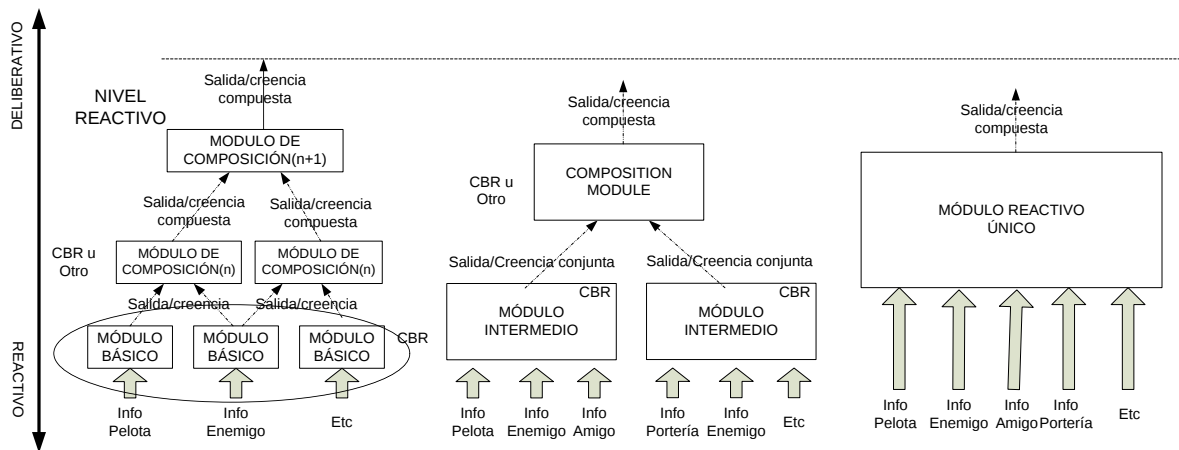 DELIBERATIVO
REACTIVO
NIVEL
REACTIVO
Salida/creencia
compuesta
MODULO DE
COMPOSICIÓN(n+1)
Salida/creencia
compuesta
Salida/creencia
compuesta
CBR u
Otro
MÓDULO DE
COMPOSICIÓN(n)
MÓDULO DE
COMPOSICIÓN(n)
Salida/creencia
Salida/creencia
MÓDULO
BÁSICO
MÓDULO
BÁSICO
MÓDULO
BÁSICO
CBR
Info
Pelota
Info
Enemigo
Etc
Salida/creencia
compuesta
CBR u
Otro
COMPOSITION
MODULE
Salida/Creencia conjunta
Salida/Creencia conjunta
CBR
MÓDULO
INTERMEDIO
CBR
MÓDULO
INTERMEDIO
Info
Pelota
Info
Enemigo
Info
Amigo
Info
Portería
Info
Enemigo
Etc
Salida/creencia
compuesta
MÓDULO REACTIVO
ÚNICO
Info
Pelota
Info
Enemigo
Info
Amigo
Info
Portería
Etc